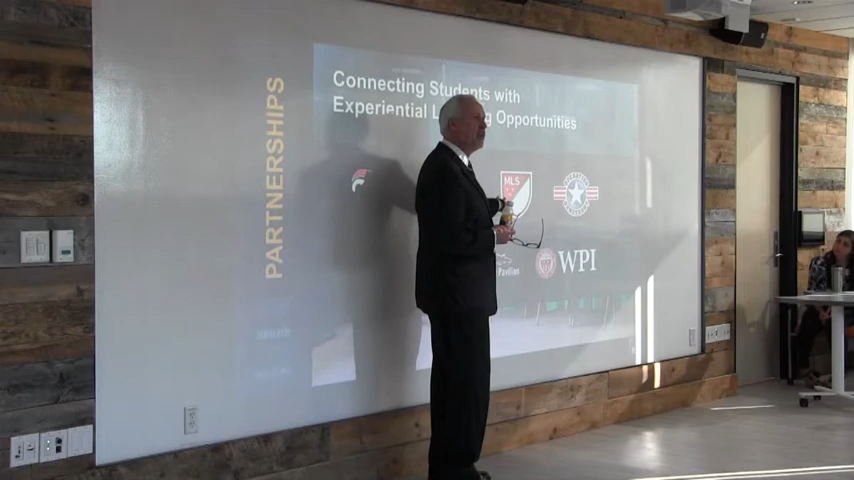 PARTNERSHIPS
Connecting Students with
Experiential Opportunities
MLS
Pavilion
WPI